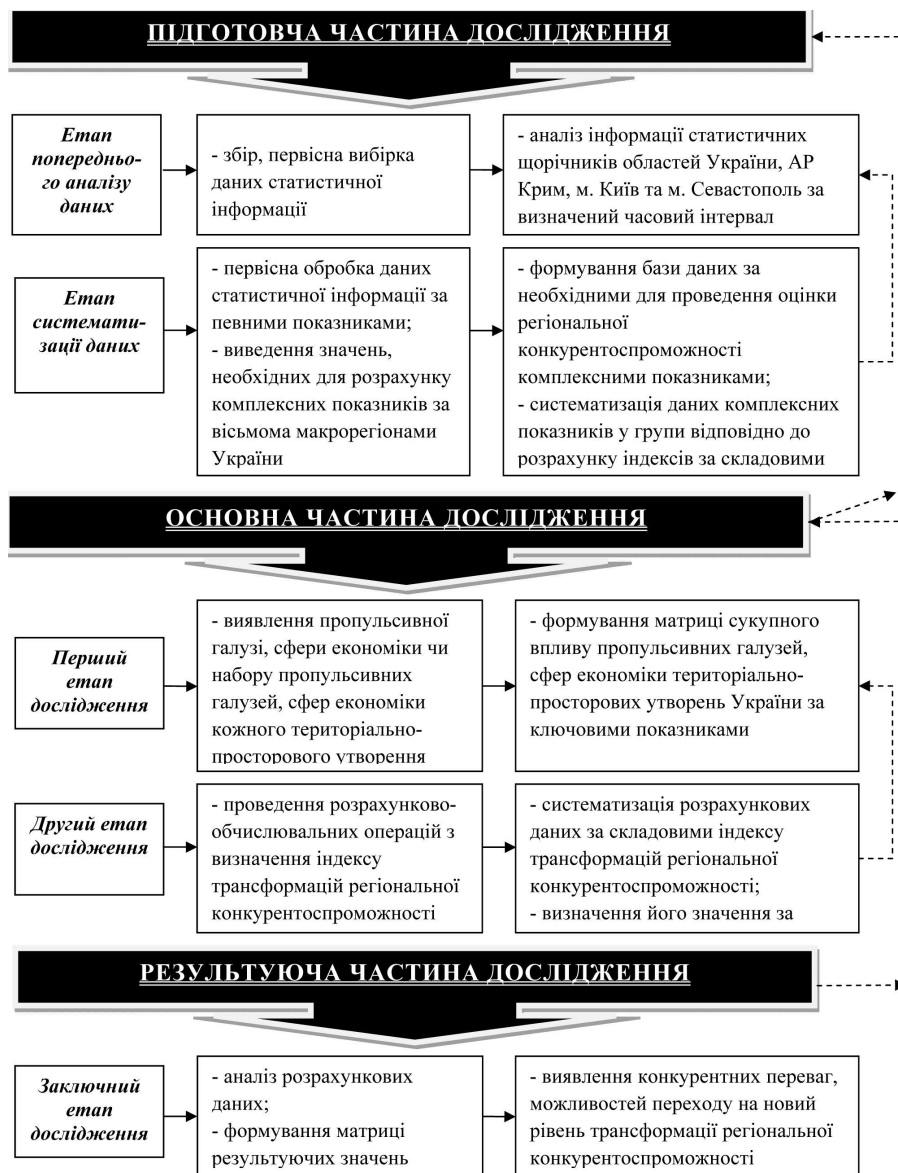 ПІДГОТОВЧА ЧАСТИНА ДОСЛІДЖЕННЯ
Етап
попередньо-
го аналізу
даних
- збір, первісна вибірка
даних статистичної
інформації
- аналіз інформації статистичних
щорічників областей України, АР
Крим, м. Київ та м. Севастополь за
визначений часовий інтервал
Етап
системати-
зації даних
- первісна обробка даних
статистичної інформації за
певними показниками;
- виведення значень,
необхідних для розрахунку
комплексних показників за
вісьмома макрорегіонами
України
- формування бази даних за
необхідними для проведення оцінки
регіональної
конкурентоспроможності
комплексними показниками;
- систематизація даних комплексних
показників у групи відповідно до
розрахунку індексів за складовими
ОСНОВНА ЧАСТИНА ДОСЛІДЖЕННЯ
Перший
етап
дослідження
- виявлення пропульсивної
галузі, сфери економіки чи
набору пропульсивних
галузей, сфер економіки
кожного територіально-
просторового утворення
- формування матриці сукупного
впливу пропульсивних галузей,
сфер економіки територіально-
просторових утворень України за
ключовими показниками
Другий етап
дослідження
- проведення розрахунково-
обчислювальних операцій з
визначення індексу
трансформацій регіональної
конкурентоспроможності
- систематизація розрахункових
даних за складовими індексу
трансформацій регіональної
конкурентоспроможності;
- визначення його значення за
РЕЗУЛЬТУЮЧА ЧАСТИНА ДОСЛІДЖЕННЯ
Заключний
етап
дослідження
- аналіз розрахункових
даних;
- формування матриці
результуючих значень
- виявлення конкурентних переваг,
можливостей переходу на новий
рівень трансформації регіональної
конкурентоспроможності